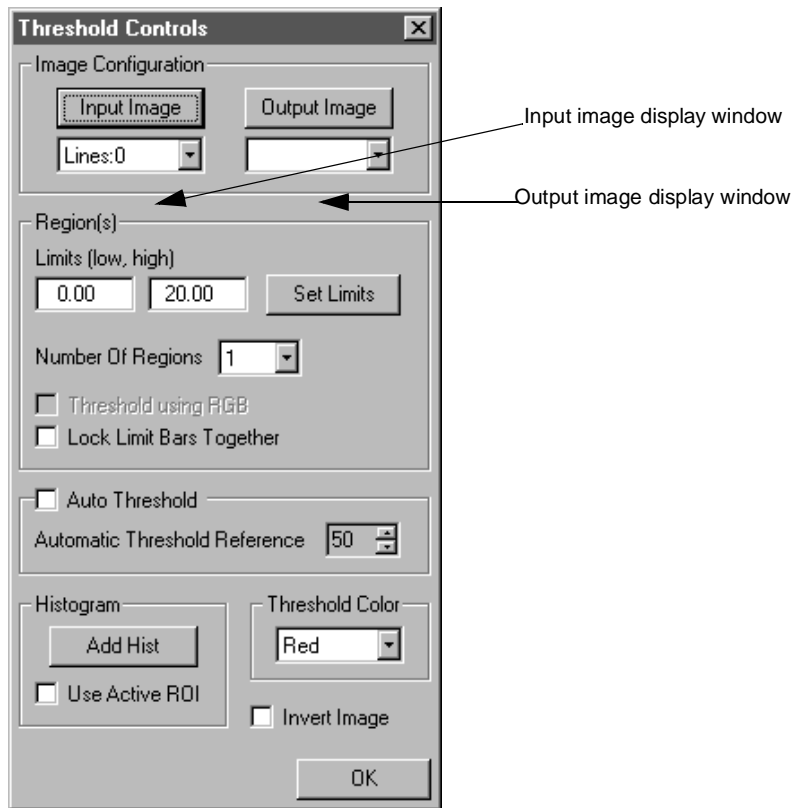 Threshold Controls
Image Configuration
Input Image
Output Image
Input image display window
Lines:0
Output image display window
Region(s)
Limits (low, high)
0.00
20.00
Set Limits
Number Of Regions
1
Threshold using RGB
Lock Limit Bars Together
Auto Threshold
Automatic Threshold Reference
50
Histogram
Threshold Color
Add Hist
Red
Use Active ROI
Invert Image
OK